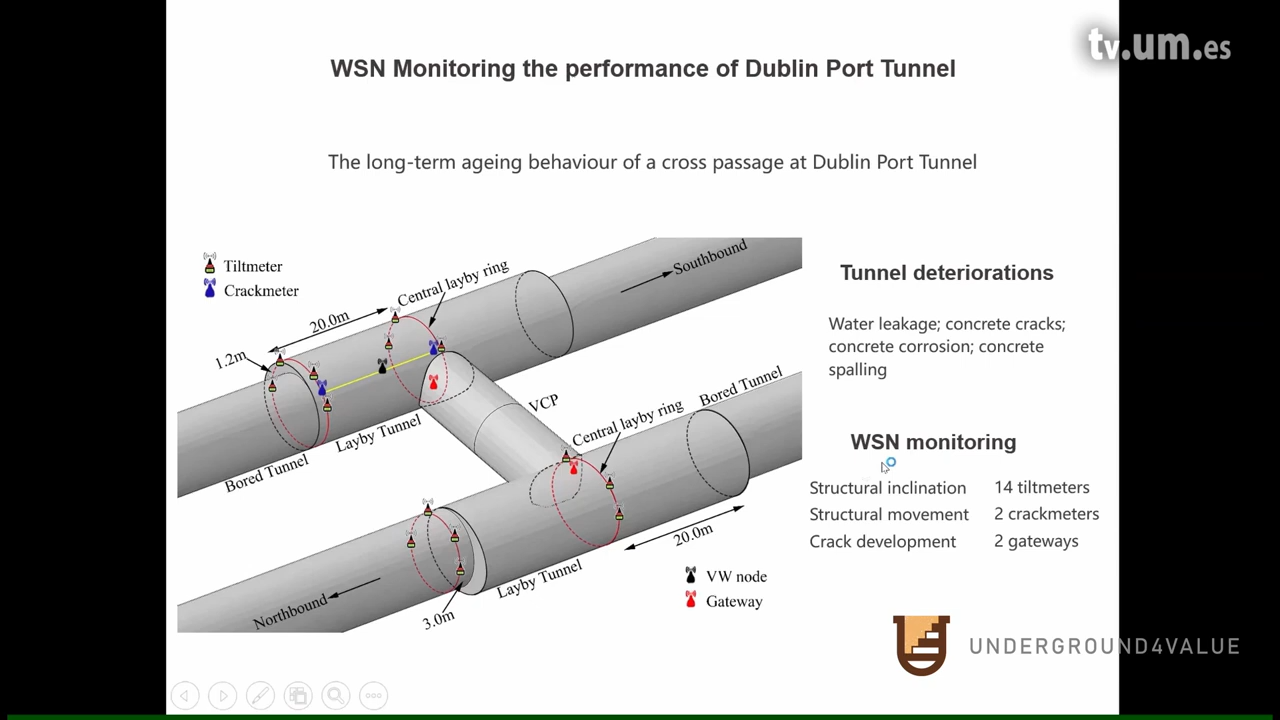 tv.um.es
WSN Monitoring the performance of Dublin Port Tunnel
The long-term ageing behaviour of a cross passage at Dublin Port Tunnel
Tiltmeter
Crackmeter
Central layby ring
Southbound
20.0m
1.2m
Layby Tunnel
Bored Tunnel
VCP
Central layby ring
Bored Tunnel
20.0m
Layby Tunnel
Northbound
3.0m
VW node
Gateway
Tunnel deteriorations
Water leakage; concrete cracks;
concrete corrosion; concrete
spalling
WSN monitoring
Structural inclination 14 tiltmeters
Structural movement 2 crackmeters
Crack development 2 gateways
UNDERGROUND4VALUE